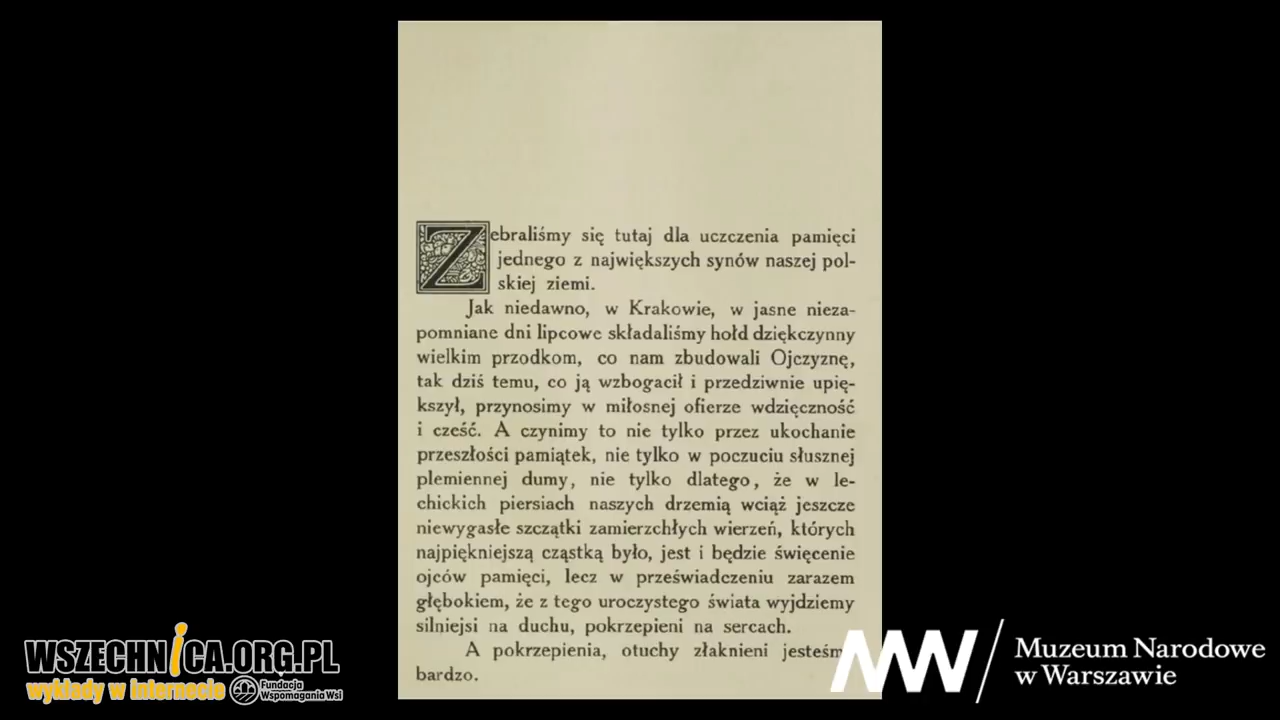 Zebraliśmy się tutaj dla uczczenia pamięci
jednego z największych synów naszej pol-
skiej ziemi.
Jak niedawno, w Krakowie, w jasne nieza-
pomniane dni lipcowe składaliśmy hołd dziękczynny
wielkim przodkom, co nam zbudowali Ojczyznę,
tak dziś temu, co ją wzbogacił i przedziwnie upię-
kszył, przynosimy w miłosnej ofierze wdzięczność
i cześć. A czynimy to nie tylko przez ukochanie
przeszłości pamiątek, nie tylko w poczuciu słusznej
plemiennej dumy, nie tylko dlatego, że w le-
chickich piersiach naszych drzemią wciąż jeszcze
niewygasłe szczątki zamierzchłych wierzeń, których
najpiękniejszą cząstką było, jest i będzie święcenie
ojców pamięci, lecz w przeświadczeniu zarazem
głębokiem, że z tego uroczystego świata wyjdziemy
silniejsi na duchu, pokrzepieni na sercach.
A pokrzepienia, otuchy złaknieni jesteśm
bardzo.
WSZECHNICA.ORG.PL
wykłady w internecie
Fundacja
Wspomagania Wsi
MNW
Muzeum Narodowe
w Warszawie